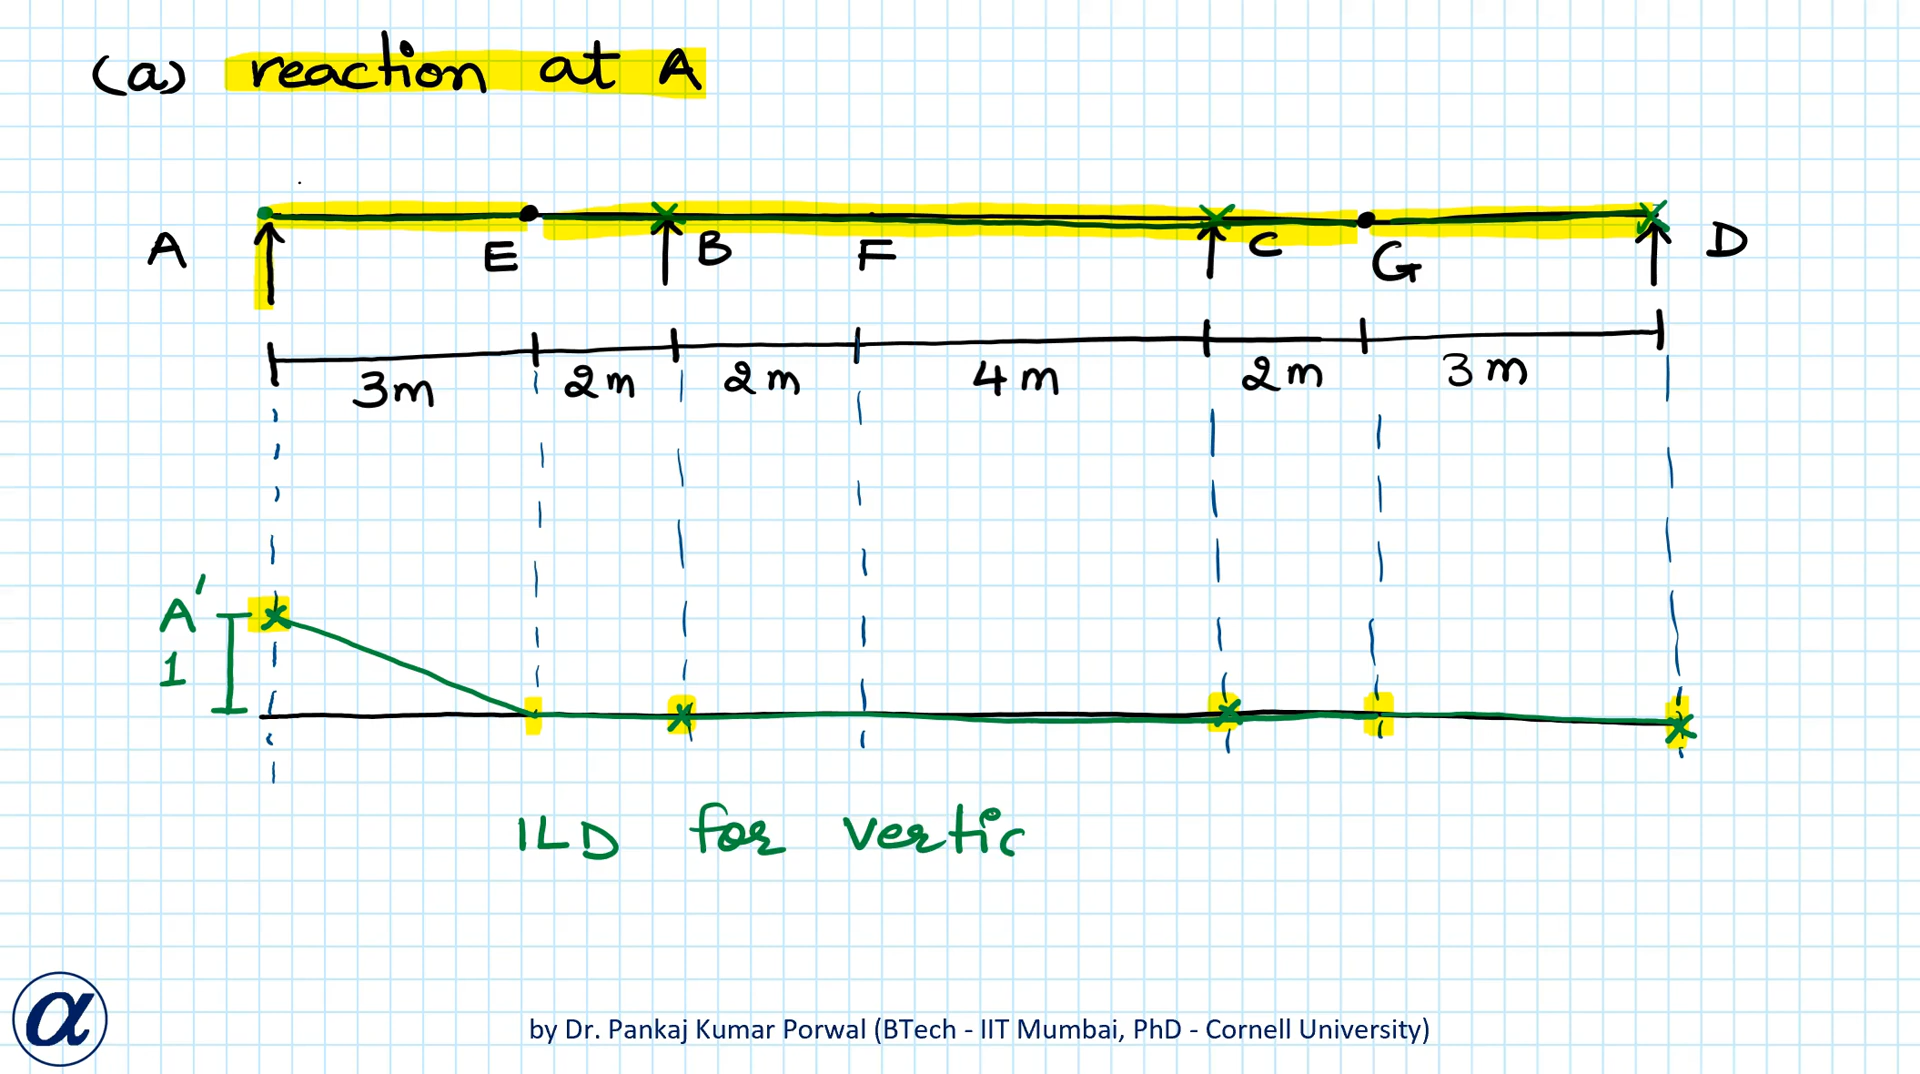 (a) reaction at A
A E B F C G D
3m 2m 2m 4m 2m 3m
A'
1
ILD for vertic
α
by Dr. Pankaj Kumar Porwal (BTech - IIT Mumbai, PhD - Cornell University)